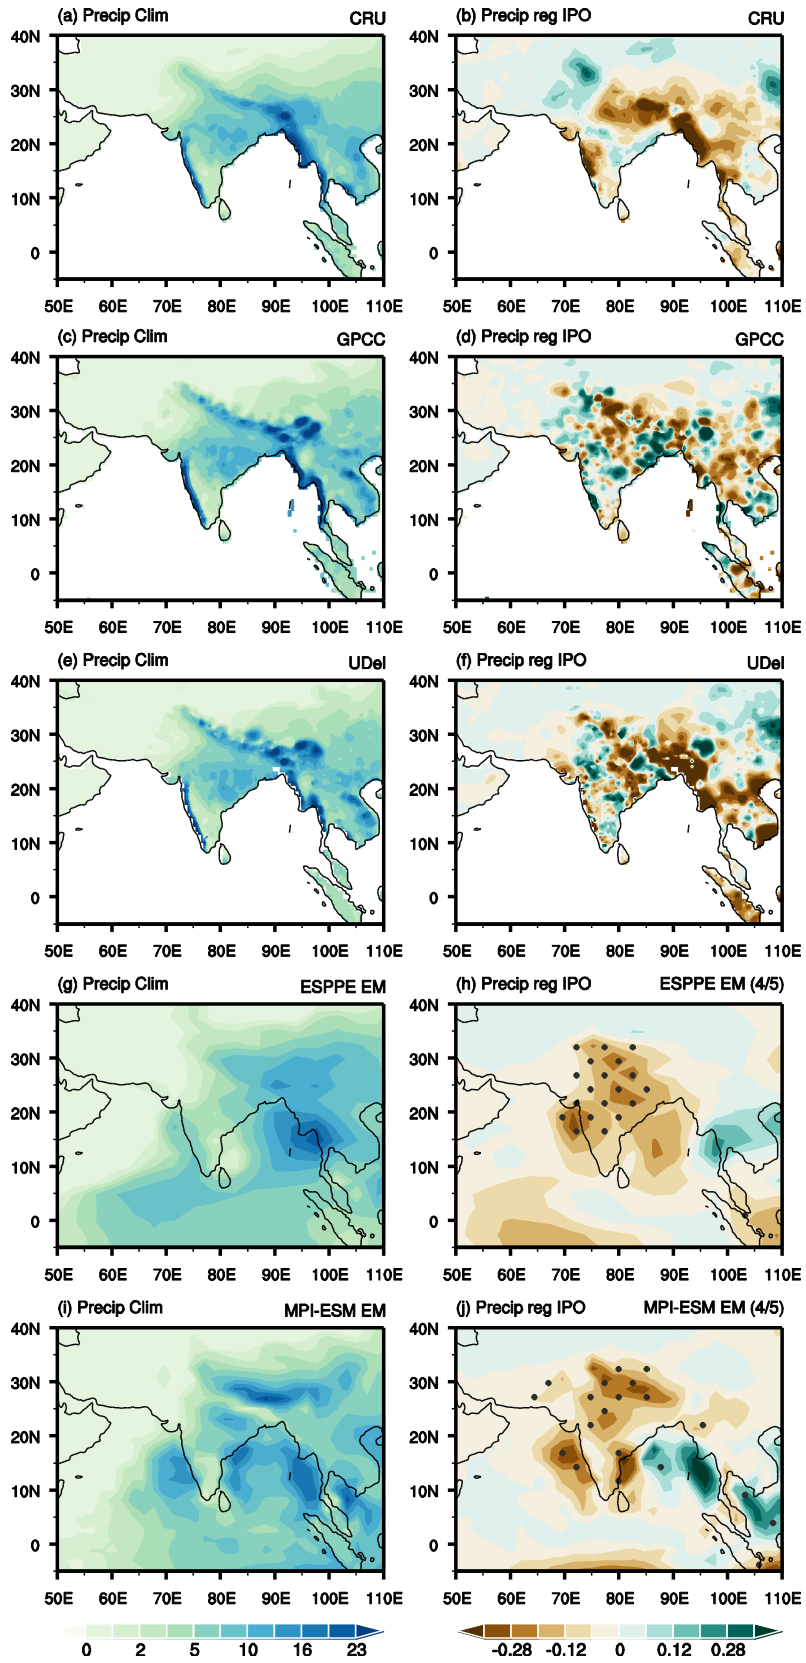 (a) Precip Clim CRU (b) Precip reg IPO CRU
40N 40N
30N 30N
20N 20N
10N 10N
0 0
50E 60E 70E 80E 90E 100E 110E 50E 60E 70E 80E 90E 100E 110E
(c) Precip Clim GPCC (d) Precip reg IPO GPCC
40N 40N
30N 30N
20N 20N
10N 10N
0 0
50E 60E 70E 80E 90E 100E 110E 50E 60E 70E 80E 90E 100E 110E
(e) Precip Clim UDel (f) Precip reg IPO UDel
40N 40N
30N 30N
20N 20N
10N 10N
0 0
50E 60E 70E 80E 90E 100E 110E 50E 60E 70E 80E 90E 100E 110E
(g) Precip Clim ESPPE EM (h) Precip reg IPO ESPPE EM (4/5)
40N 40N
30N 30N
20N 20N
10N 10N
0 0
50E 60E 70E 80E 90E 100E 110E 50E 60E 70E 80E 90E 100E 110E
(i) Precip Clim MPI-ESM EM (j) Precip reg IPO MPI-ESM EM (4/5)
40N 40N
30N 30N
20N 20N
10N 10N
0 0
50E 60E 70E 80E 90E 100E 110E 50E 60E 70E 80E 90E 100E 110E
0 2 5 10 16 23 -0.28 -0.12 0 0.12 0.28